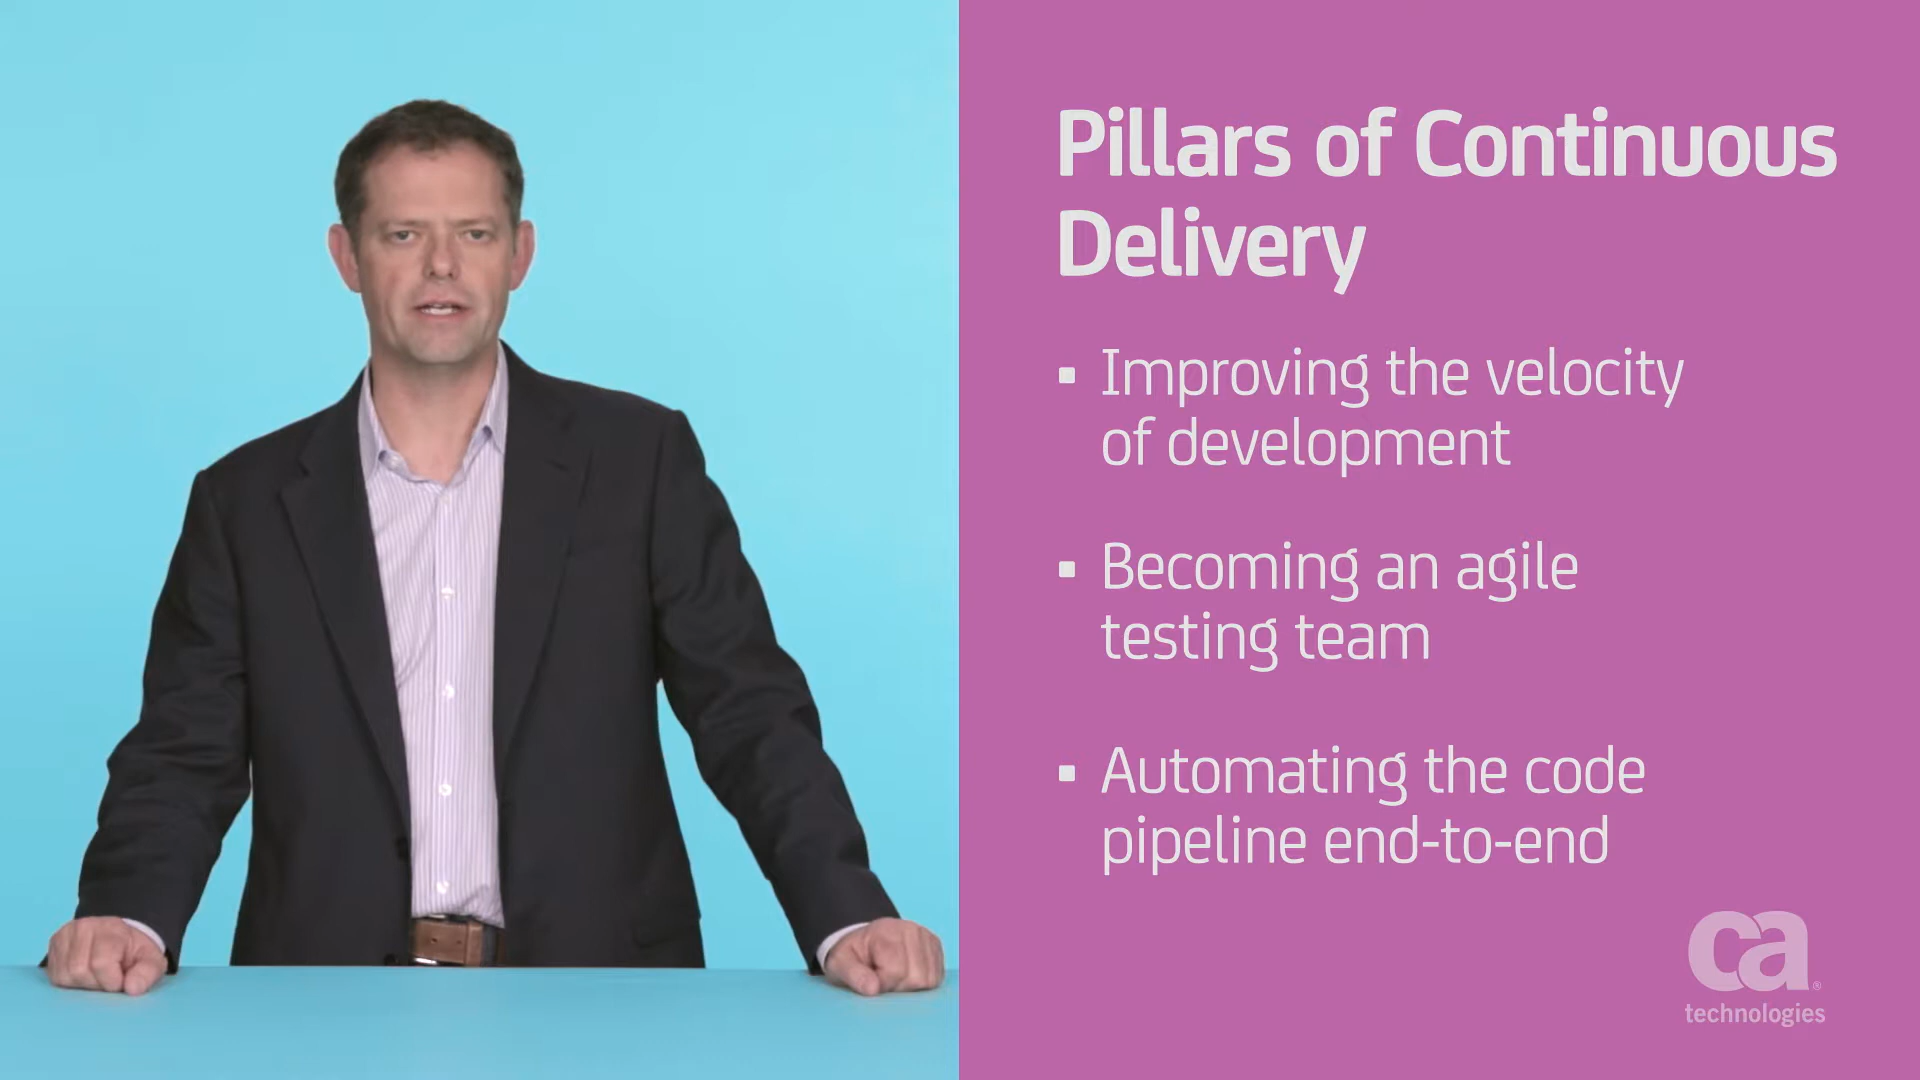 Pillars of Continuous
Delivery
▪ Improving the velocity
of development
▪ Becoming an agile
testing team
▪ Automating the code
pipeline end-to-end
ca®
technologies